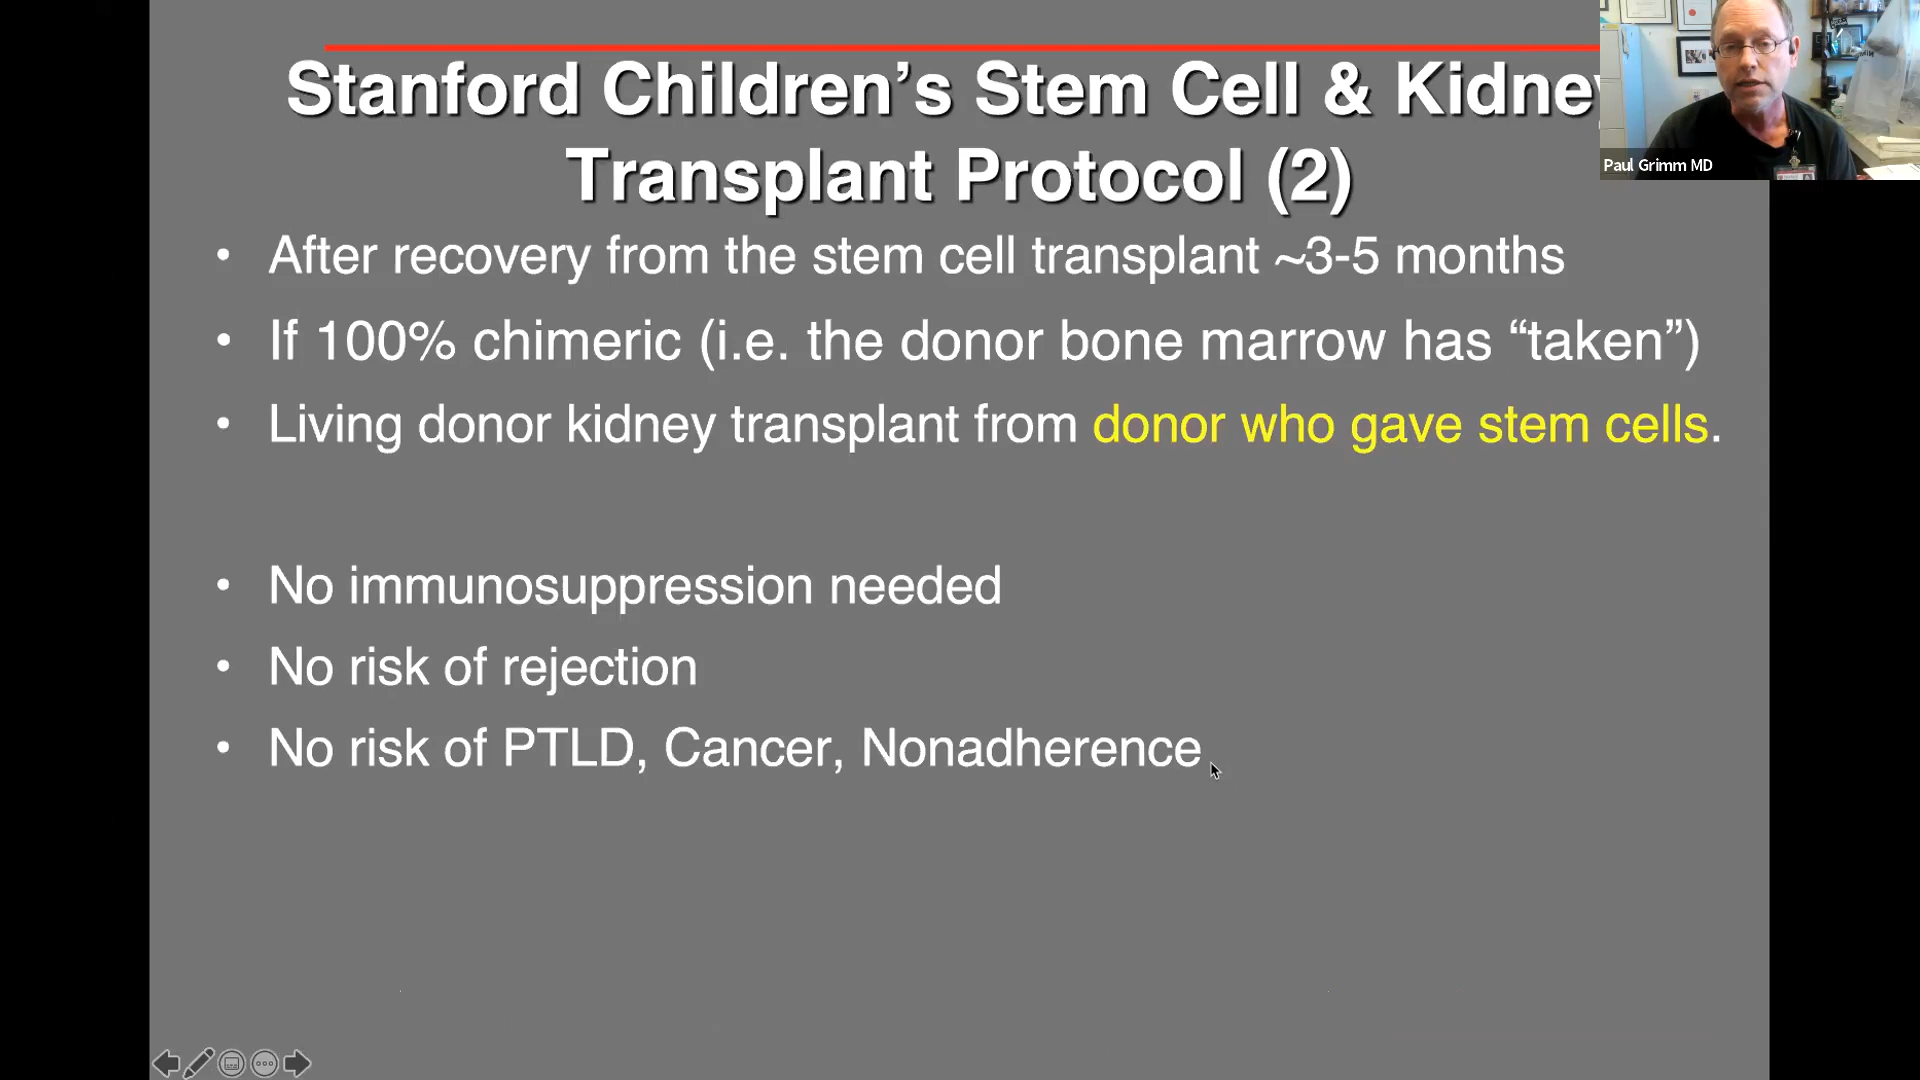 Stanford Children’s Stem Cell & Kidney
Transplant Protocol (2)
Paul Grimm MD
• After recovery from the stem cell transplant ~3-5 months
• If 100% chimeric (i.e. the donor bone marrow has “taken”)
• Living donor kidney transplant from donor who gave stem cells.
• No immunosuppression needed
• No risk of rejection
• No risk of PTLD, Cancer, Nonadherence